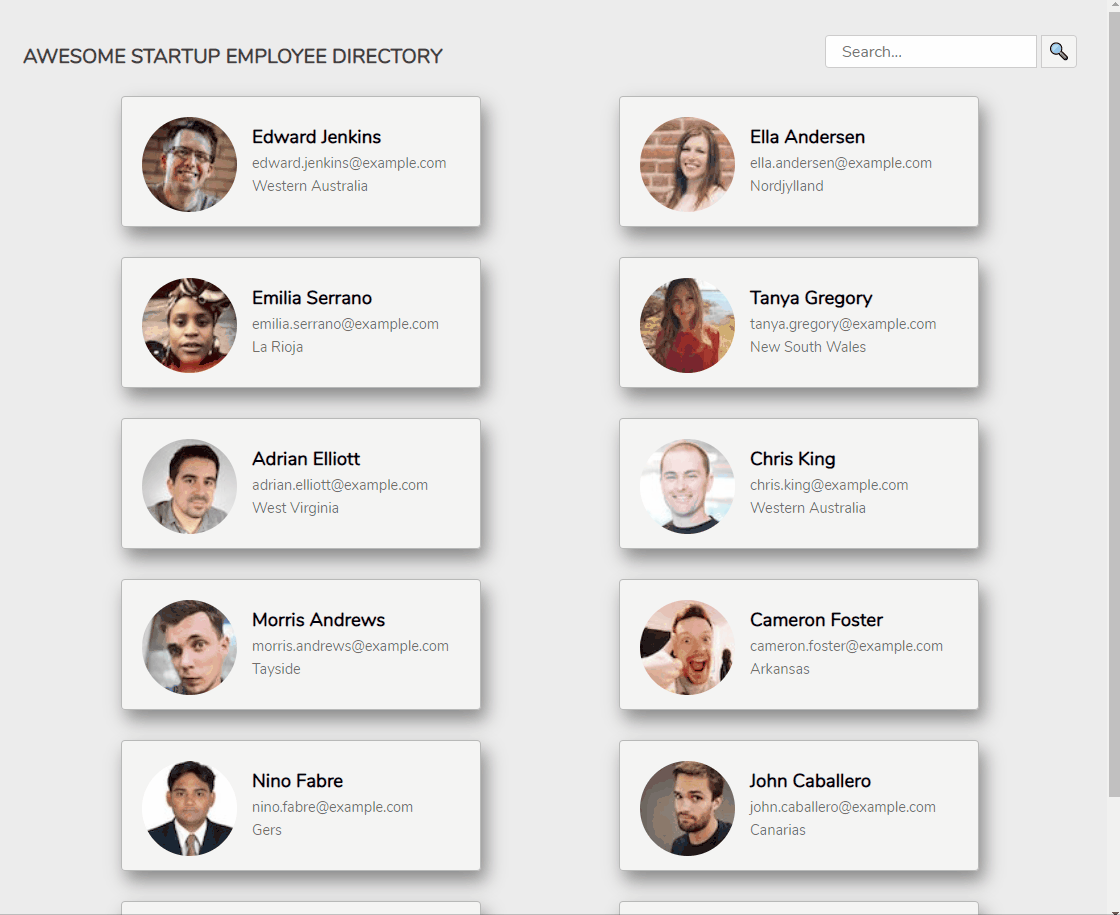 AWESOME STARTUP EMPLOYEE DIRECTORY
Search...
Edward Jenkins
edward.jenkins@example.com
Western Australia
Ella Andersen
ella.andersen@example.com
Nordjylland
Emilia Serrano
emilia.serrano@example.com
La Rioja
Tanya Gregory
tanya.gregory@example.com
New South Wales
Adrian Elliott
adrian.elliott@example.com
West Virginia
Chris King
chris.king@example.com
Western Australia
Morris Andrews
morris.andrews@example.com
Tayside
Cameron Foster
cameron.foster@example.com
Arkansas
Nino Fabre
nino.fabre@example.com
Gers
John Caballero
john.caballero@example.com
Canarias